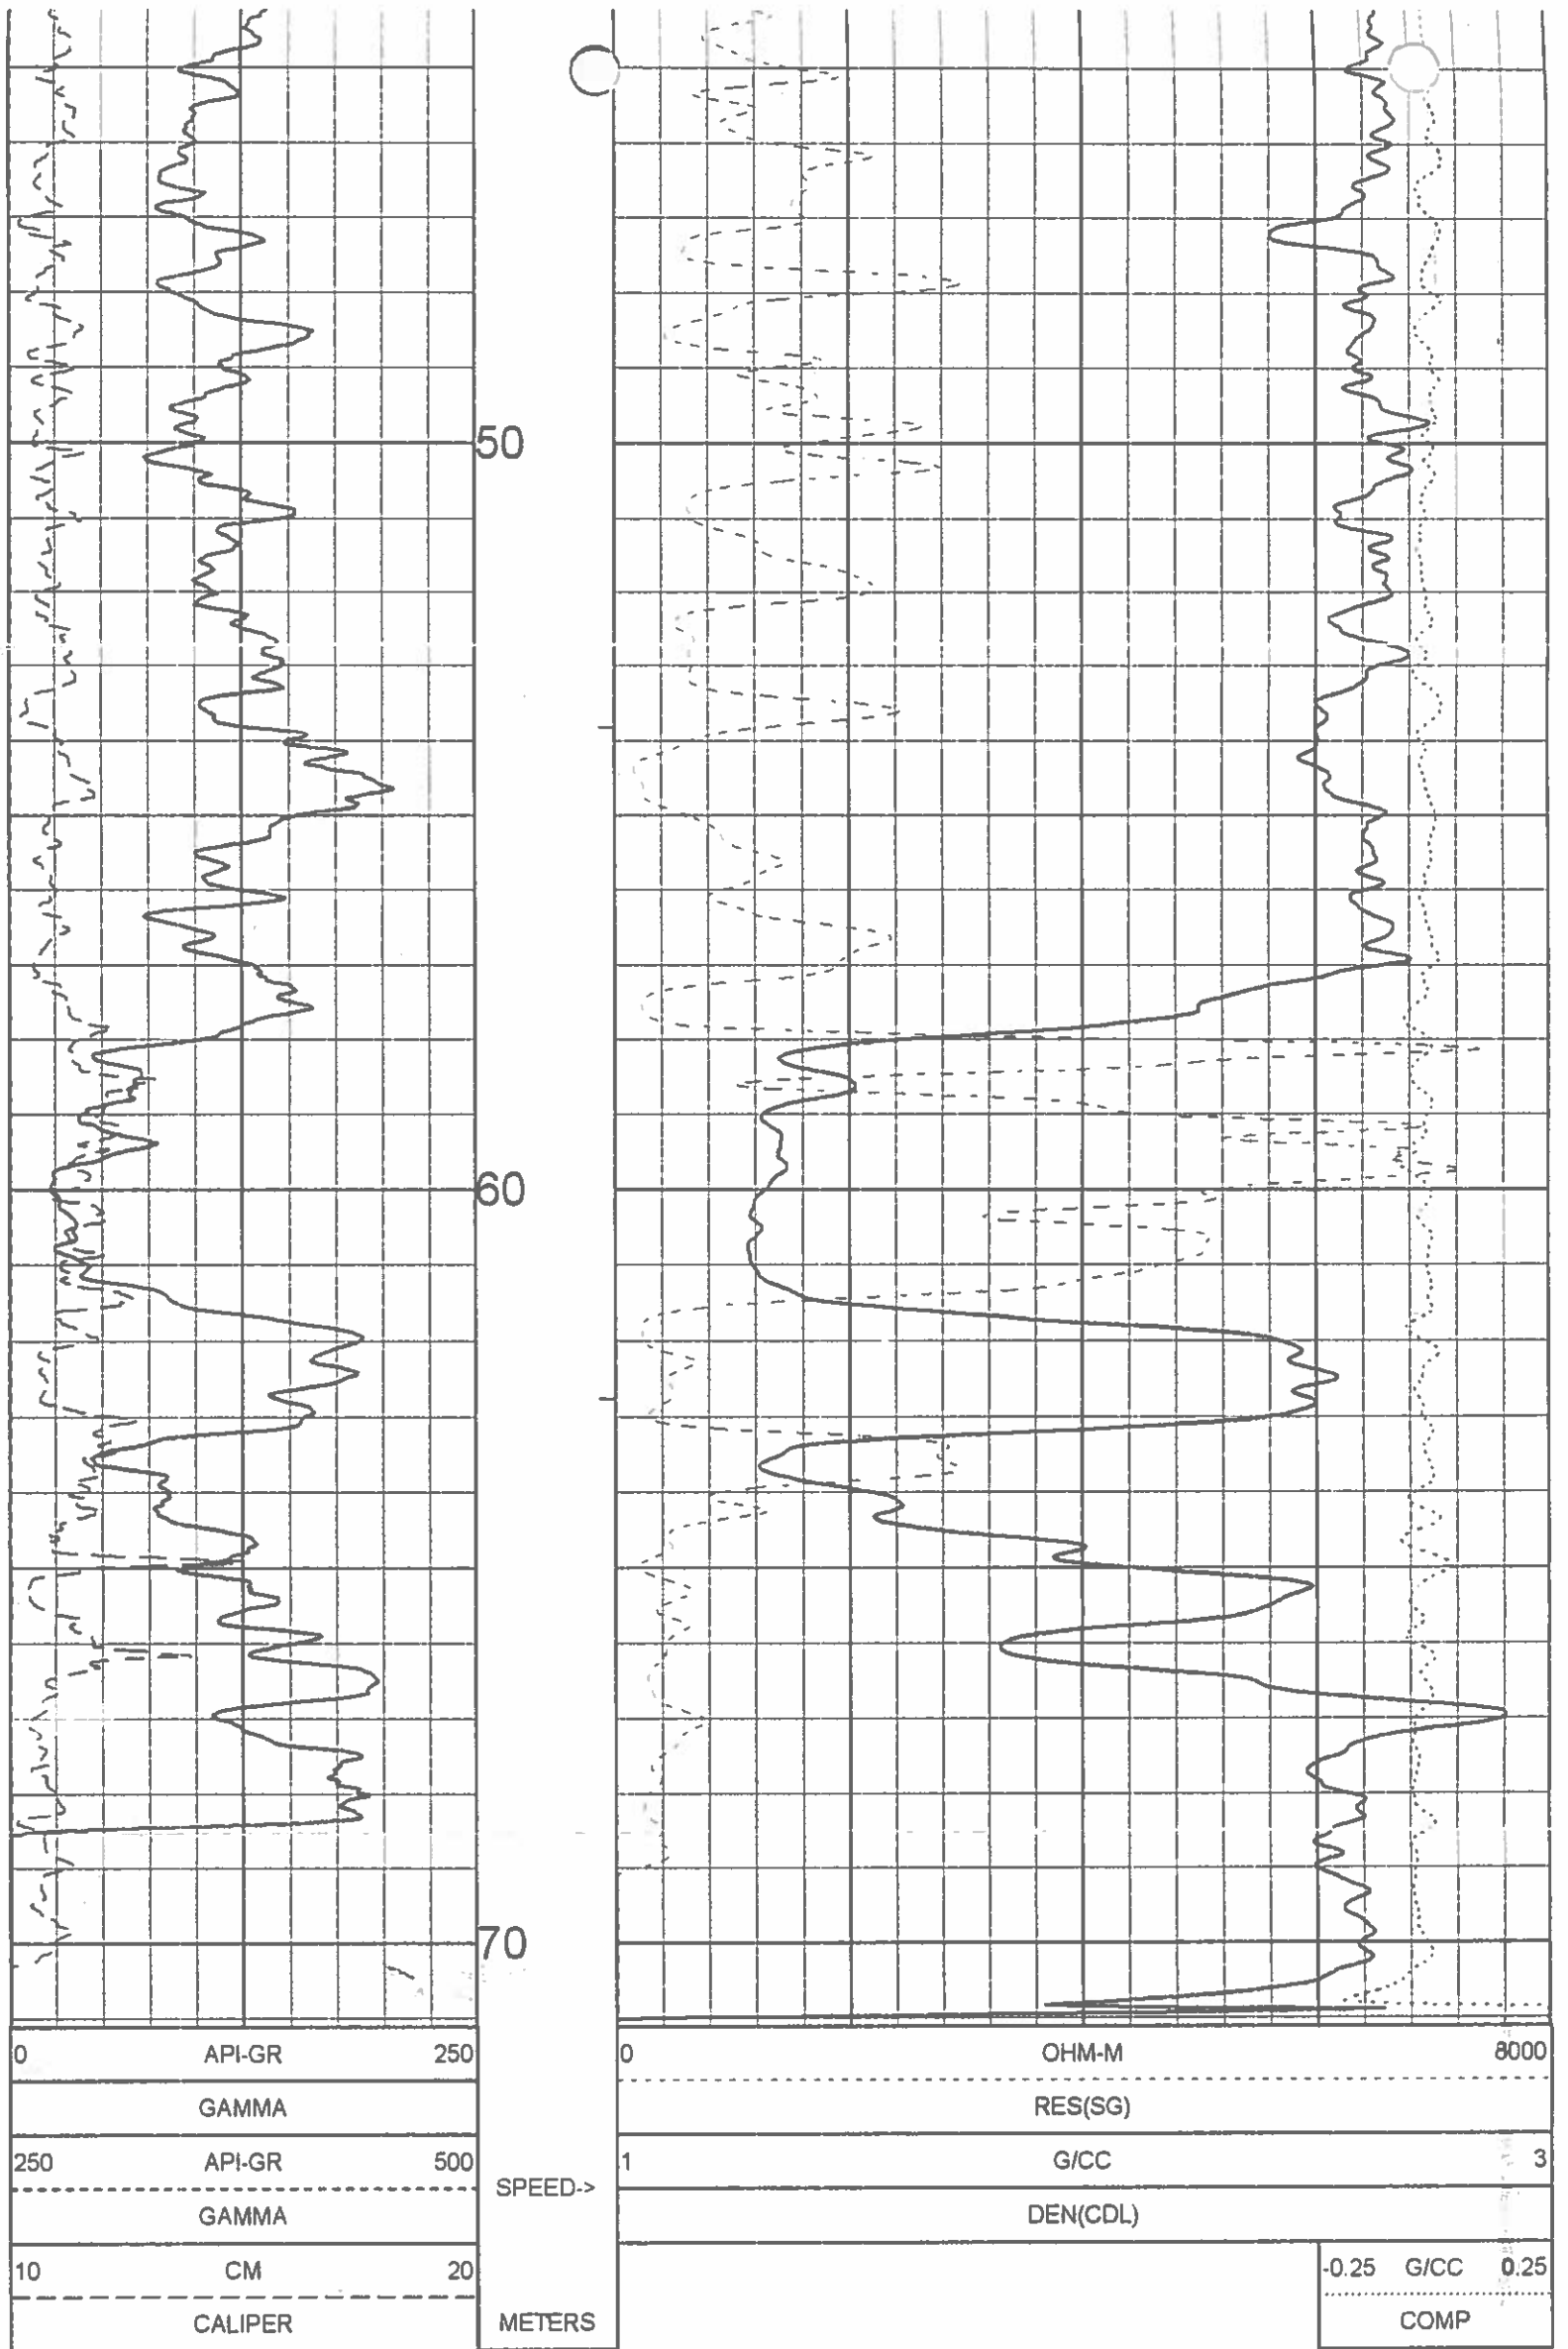 50
60
70
0 API-GR 250
GAMMA
250 API-GR 500
GAMMA
10 CM 20
CALIPER
SPEED->
METERS
0 OHM-M 8000
RES(SG)
1 G/CC 3
DEN(CDL)
-0.25 G/CC 0.25
COMP